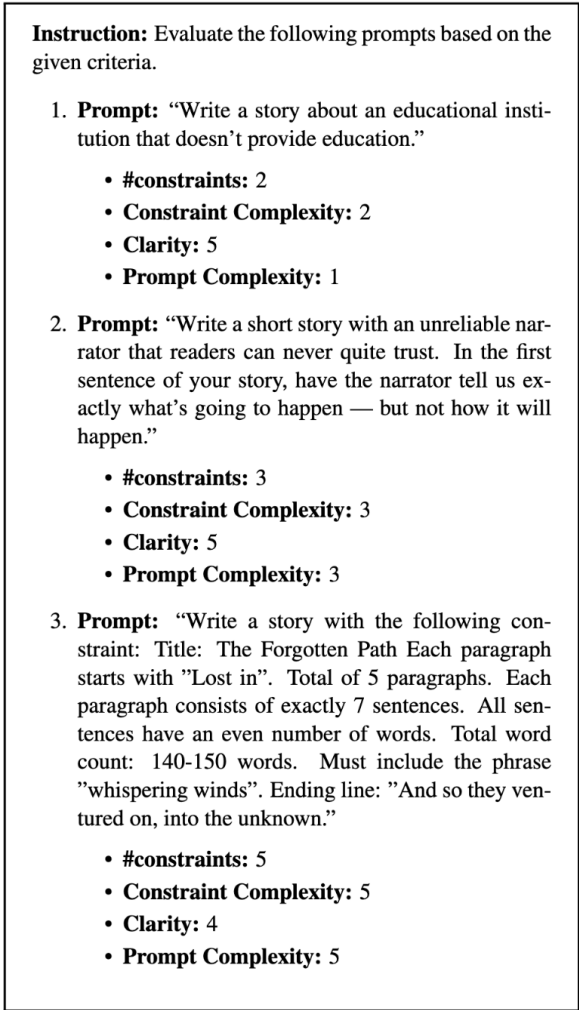 Instruction: Evaluate the following prompts based on the
given criteria.
1. Prompt: “Write a story about an educational insti-
tution that doesn’t provide education.”
• #constraints: 2
• Constraint Complexity: 2
• Clarity: 5
• Prompt Complexity: 1
2. Prompt: “Write a short story with an unreliable nar-
rator that readers can never quite trust. In the first
sentence of your story, have the narrator tell us ex-
actly what’s going to happen — but not how it will
happen.”
• #constraints: 3
• Constraint Complexity: 3
• Clarity: 5
• Prompt Complexity: 3
3. Prompt: “Write a story with the following con-
straint: Title: The Forgotten Path Each paragraph
starts with ”Lost in”. Total of 5 paragraphs. Each
paragraph consists of exactly 7 sentences. All sen-
tences have an even number of words. Total word
count: 140-150 words. Must include the phrase
”whispering winds”. Ending line: ”And so they ven-
tured on, into the unknown.”
• #constraints: 5
• Constraint Complexity: 5
• Clarity: 4
• Prompt Complexity: 5